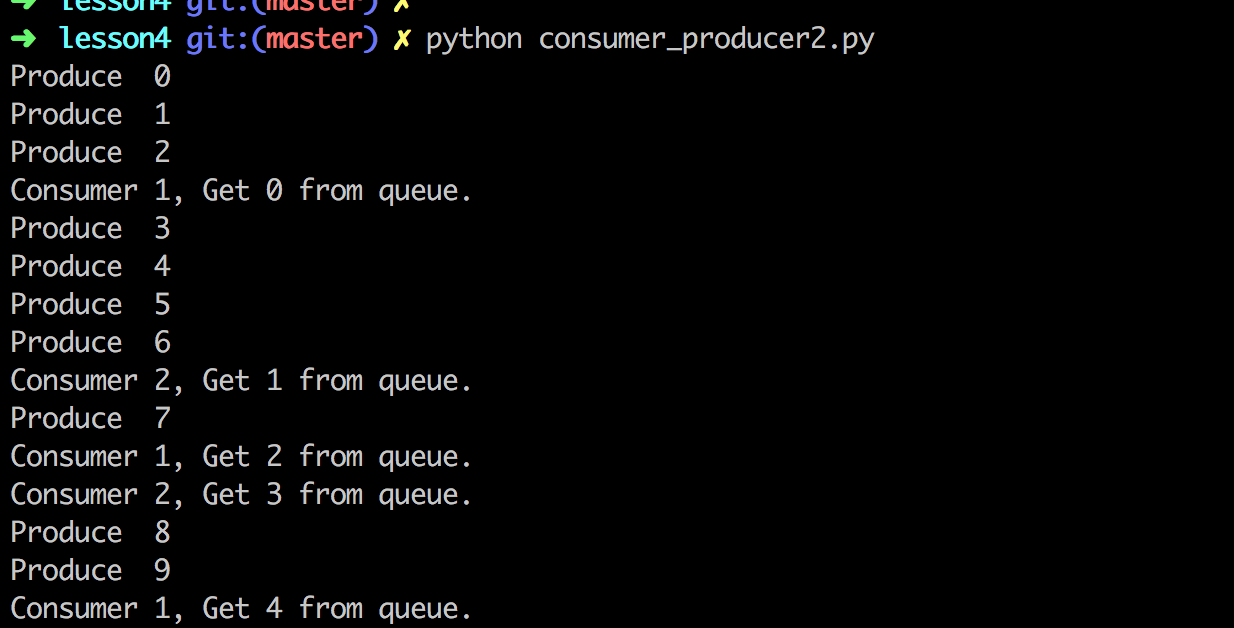 ➜ lesson4 git:(master) ✗
➜ lesson4 git:(master) ✗ python consumer_producer2.py
Produce  0
Produce  1
Produce  2
Consumer 1, Get 0 from queue.
Produce  3
Produce  4
Produce  5
Produce  6
Consumer 2, Get 1 from queue.
Produce  7
Consumer 1, Get 2 from queue.
Consumer 2, Get 3 from queue.
Produce  8
Produce  9
Consumer 1, Get 4 from queue.